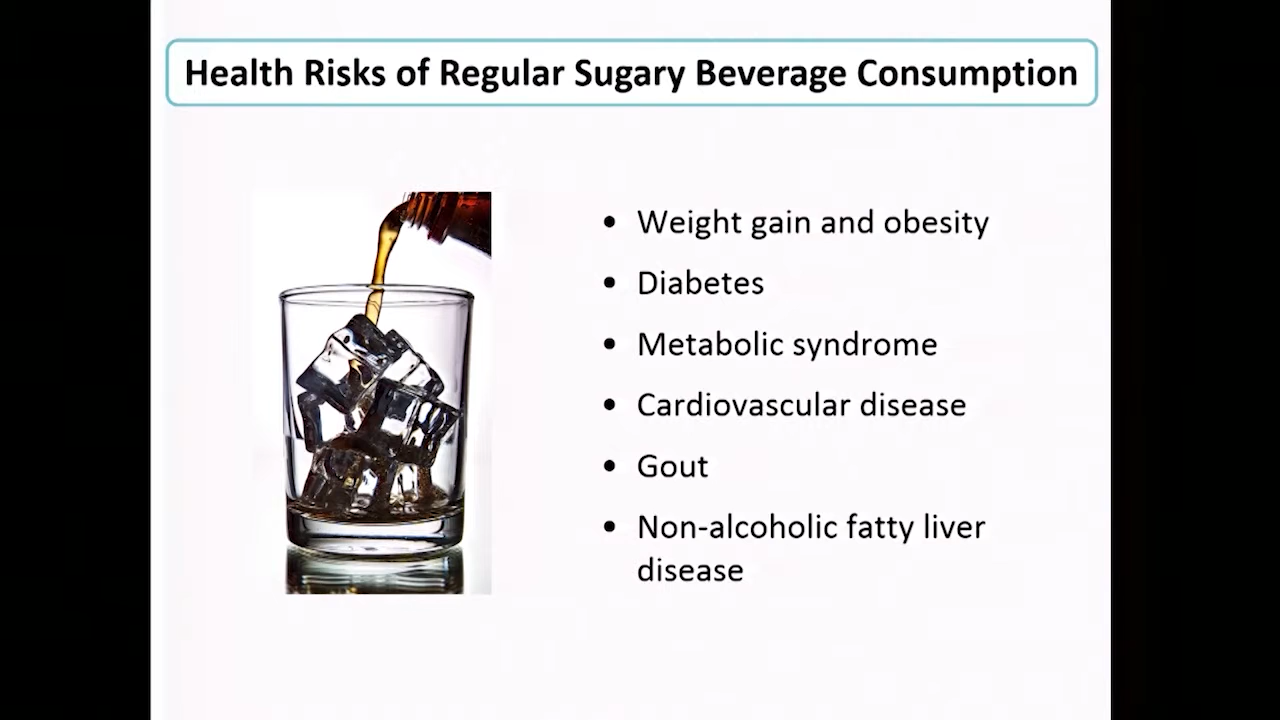 Health Risks of Regular Sugary Beverage Consumption
• Weight gain and obesity
• Diabetes
• Metabolic syndrome
• Cardiovascular disease
• Gout
• Non-alcoholic fatty liver
disease